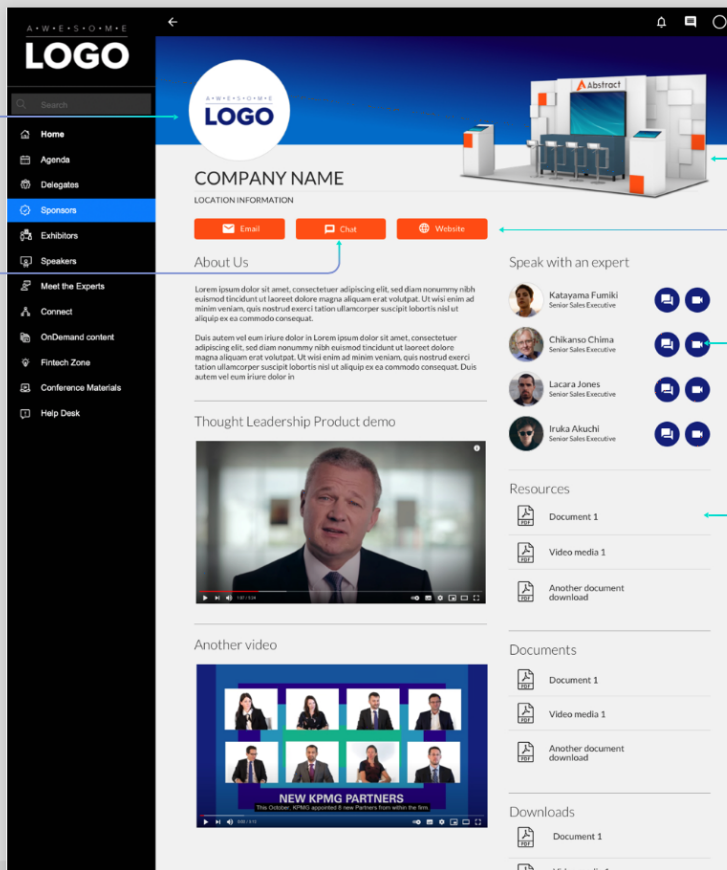 A•W•E•S•O•M•E
LOGO
Search
Home
Agenda
Delegates
Sponsors
Exhibitors
Speakers
Meet the Experts
Connect
OnDemand content
Fintech Zone
Conference Materials
Help Desk
A•W•E•S•O•M•E
LOGO
Abstract
COMPANY NAME
LOCATION INFORMATION
Email
Chat
Website
About Us
Lorem ipsum dolor sit amet, consectetuer adipiscing elit, sed diam nonummy nibh
euismod tincidunt ut laoreet dolore magna aliquam erat volutpat. Ut wisi enim ad
minim veniam, quis nostrud exerci tation ullamcorper suscipit lobortis nisl ut
aliquip ex ea commodo consequat.
Duis autem vel eum iriure dolor in Lorem ipsum dolor sit amet, consectetuer
adipiscing elit, sed diam nonummy nibh euismod tincidunt ut laoreet dolore
magna aliquam erat volutpat. Ut wisi enim ad minim veniam, quis nostrud exerci
tation ullamcorper suscipit lobortis nisl ut aliquip ex ea commodo consequat. Duis
autem vel eum iriure dolor in
Thought Leadership Product demo
Another video
NEW KPMG PARTNERS
This October, KPMG appointed 8 new Partners from within the firm
Speak with an expert
Katayama Fumiki
Senior Sales Executive
Chikanso Chima
Senior Sales Executive
Lacara Jones
Senior Sales Executive
Iruka Akuchi
Senior Sales Executive
Resources
PDF
Document 1
PDF
Video media 1
PDF
Another document
download
Documents
PDF
Document 1
PDF
Video media 1
PDF
Another document
download
Downloads
PDF
Document 1